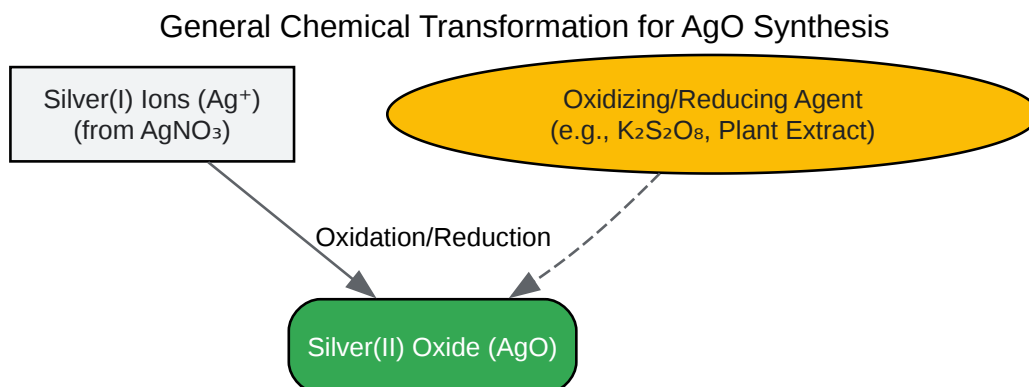 General Chemical Transformation for AgO Synthesis
Silver(I) Ions (Ag⁺)
(from AgNO₃)
Oxidizing/Reducing Agent
(e.g., K₂S₂O₈, Plant Extract)
Oxidation/Reduction
Silver(II) Oxide (AgO)